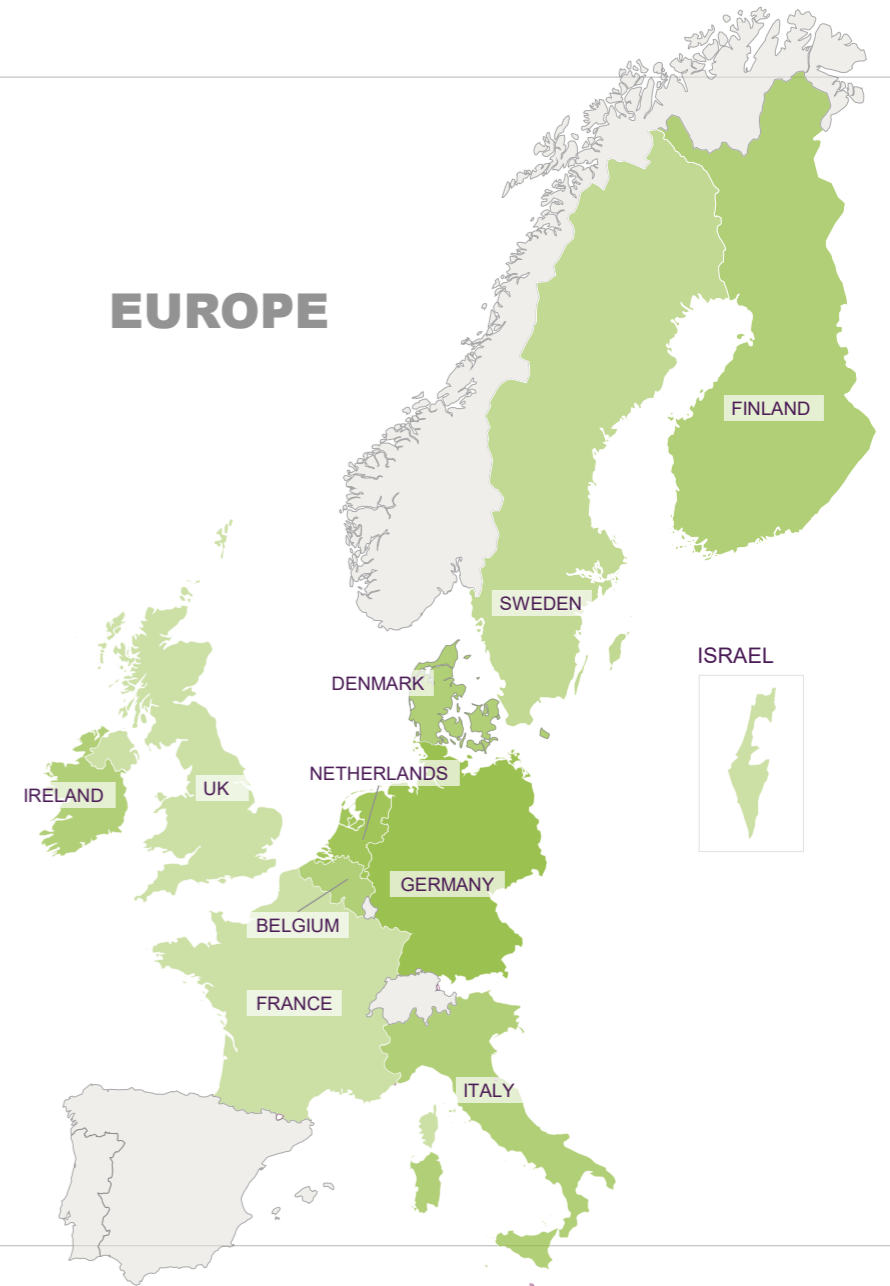 EUROPE
FINLAND
SWEDEN
ISRAEL
DENMARK
NETHERLANDS
IRELAND
UK
GERMANY
BELGIUM
FRANCE
ITALY